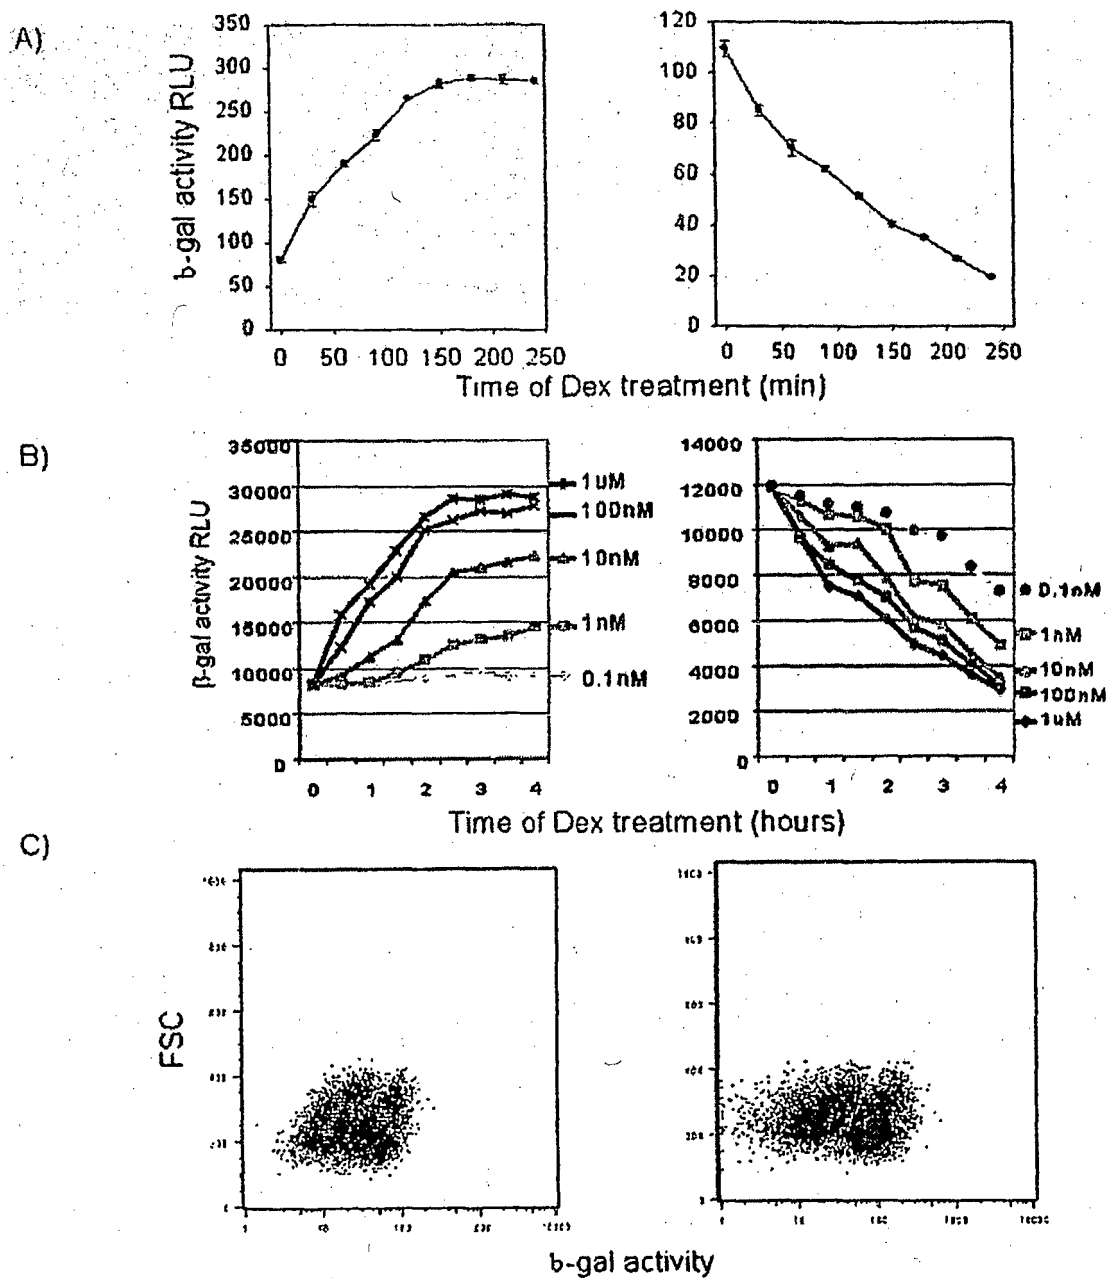 A)
b-gal activity RLU
350
300
250
200
150
100
50
0
0 50 100 150 200 250
120
100
80
60
40
20
0
0 50 100 150 200 250
Time of Dex treatment (min)
B)
β-gal activity RLU
35000
30000
25000
20000
15000
10000
5000
0
0 1 2 3 4
1uM
100nM
10nM
1nM
0.1nM
14000
12000
10000
8000
6000
4000
2000
0
0 1 2 3 4
0.1nM
1nM
10nM
100nM
1uM
Time of Dex treatment (hours)
C)
FSC
b-gal activity